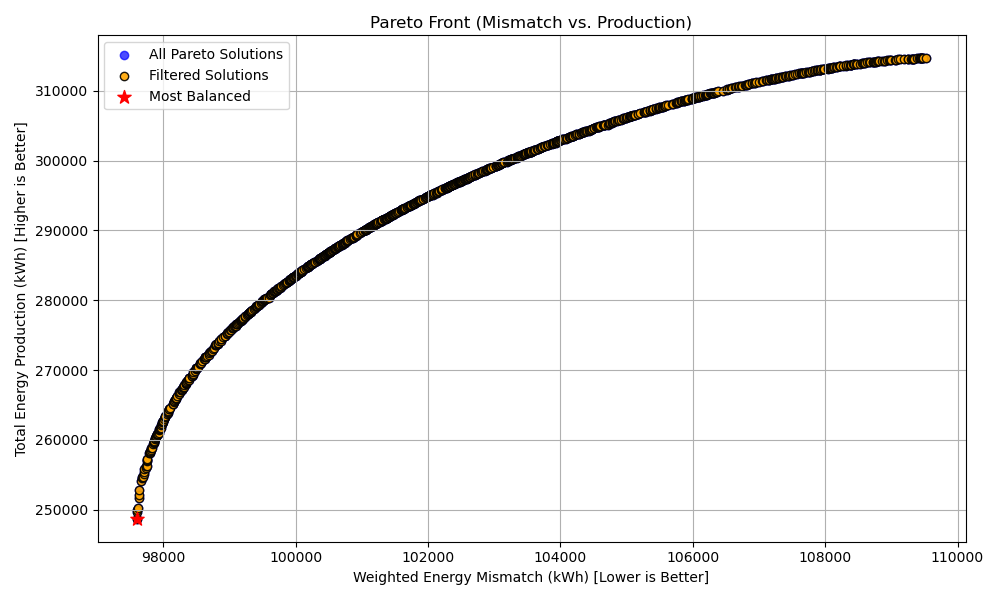 Pareto Front (Mismatch vs. Production)
All Pareto Solutions
Filtered Solutions
Most Balanced
Total Energy Production (kWh) [Higher is Better]
310000
300000
290000
280000
270000
260000
250000
98000 100000 102000 104000 106000 108000 110000
Weighted Energy Mismatch (kWh) [Lower is Better]